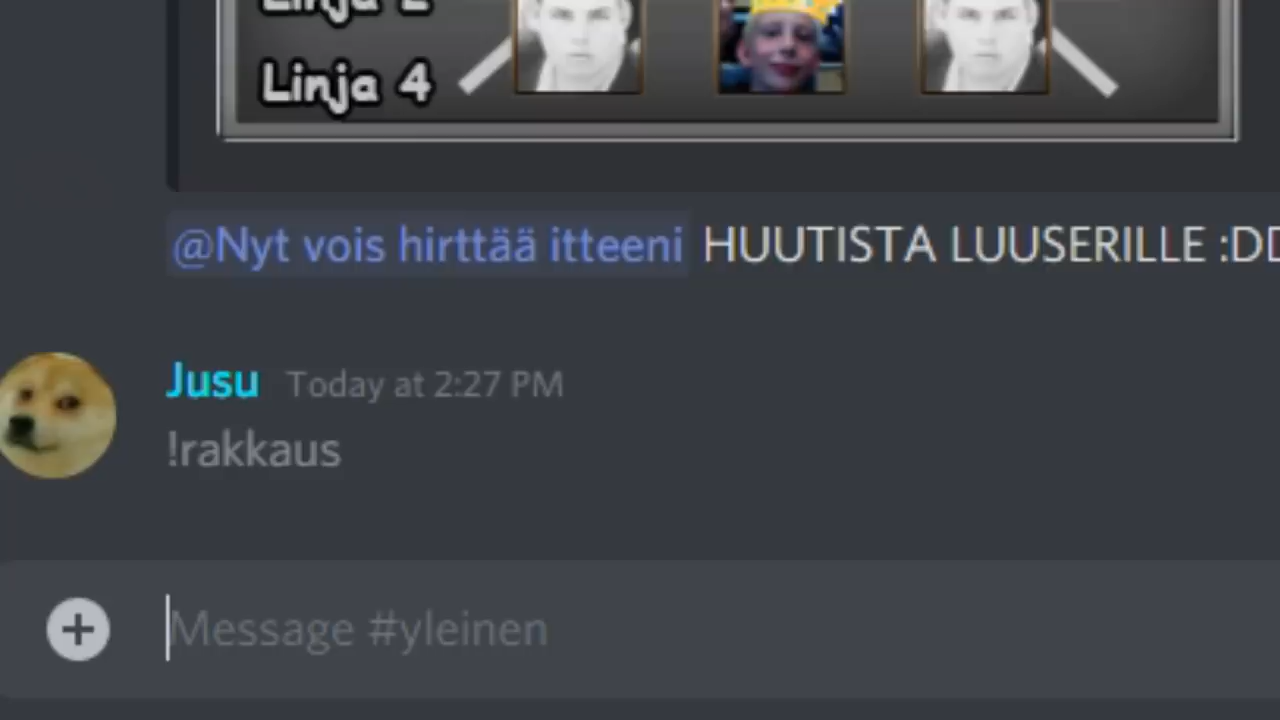 Linja 4
@Nyt vois hirttää itteeni HUUTISTA LUUSERILLE :DD
Jusu Today at 2:27 PM
!rakkaus
Message #yleinen